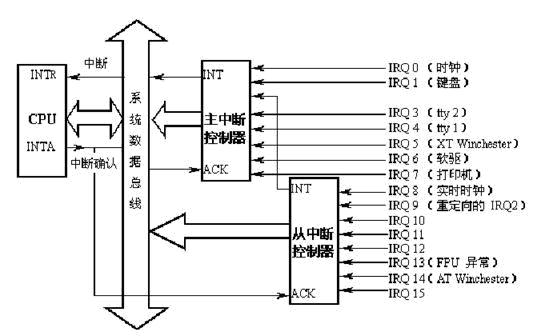 INTR
CPU
INTA
中断
中断确认
系统数据总线
INT
主中断
控制器
ACK
IRQ 0 (时钟)
IRQ 1 (键盘)
IRQ 3 (tty 2)
IRQ 4 (tty 1)
IRQ 5 (XT Winchester)
IRQ 6 (软驱)
IRQ 7 (打印机)
INT
从中断
控制器
ACK
IRQ 8 (实时时钟)
IRQ 9 (重定向的 IRQ2)
IRQ 10
IRQ 11
IRQ 12
IRQ 13 (FPU 异常)
IRQ 14 (AT Winchester)
IRQ 15